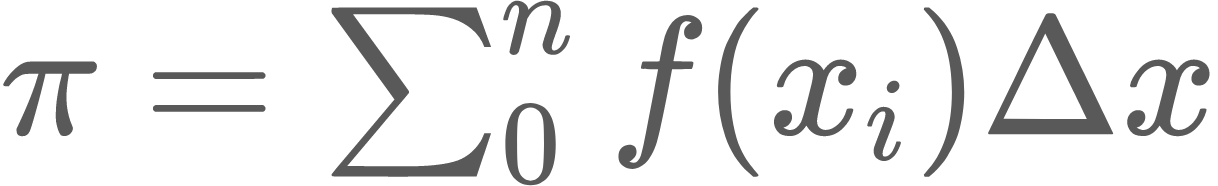 π = ∑₀ⁿ f(xᵢ)Δx